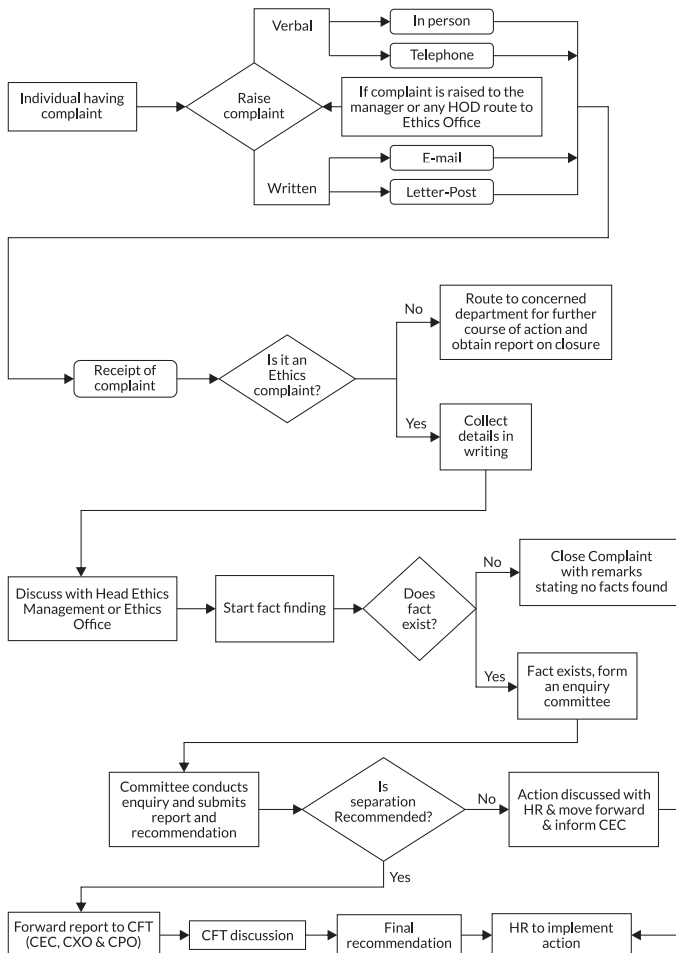 Verbal
In person
Telephone
Individual having
complaint
Raise
complaint
If complaint is raised to the
manager or any HOD route to
Ethics Office
E-mail
Written
Letter-Post
No
Route to concerned
department for further
course of action and
obtain report on closure
Receipt of
complaint
Is it an
Ethics
complaint?
Yes
Collect
details in
writing
Discuss with Head Ethics
Management or Ethics
Office
Start fact finding
Does
fact
exist?
No
Close Complaint
with remarks
stating no facts found
Yes
Fact exists, form
an enquiry
committee
Committee conducts
enquiry and submits
report and
recommendation
Is
separation
Recommended?
No
Action discussed with
HR & move forward
& inform CEC
Yes
Forward report to CFT
(CEC, CXO & CPO)
CFT discussion
Final
recommendation
HR to implement
action